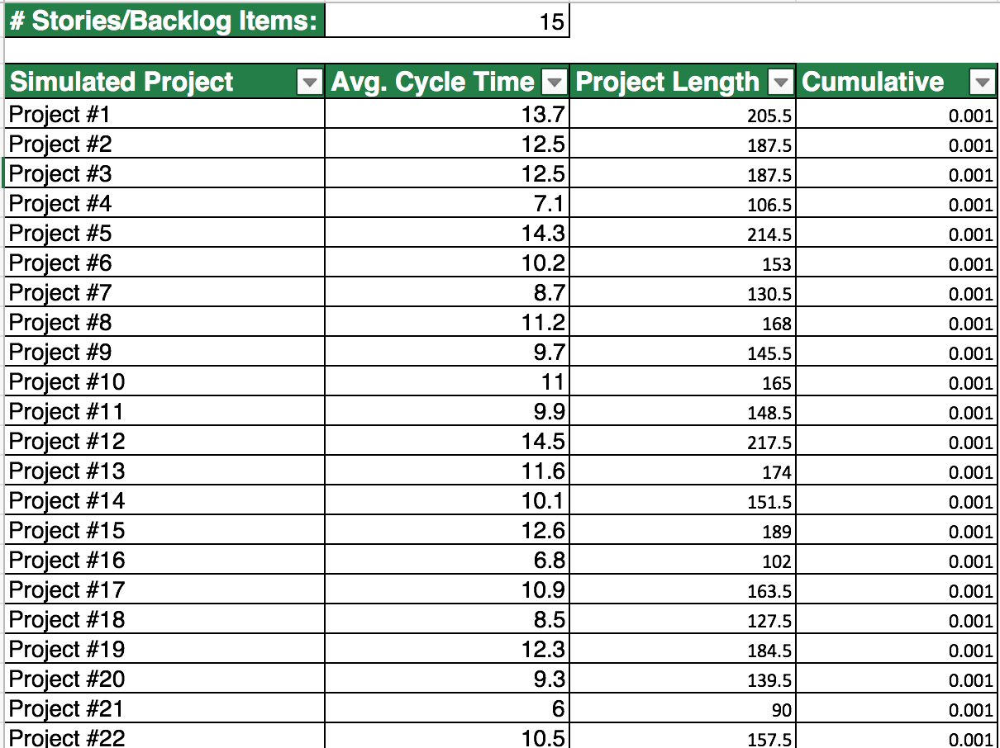 # Stories/Backlog Items: 15
Simulated Project Avg. Cycle Time Project Length Cumulative
Project #1 13.7 205.5 0.001
Project #2 12.5 187.5 0.001
Project #3 12.5 187.5 0.001
Project #4 7.1 106.5 0.001
Project #5 14.3 214.5 0.001
Project #6 10.2 153 0.001
Project #7 8.7 130.5 0.001
Project #8 11.2 168 0.001
Project #9 9.7 145.5 0.001
Project #10 11 165 0.001
Project #11 9.9 148.5 0.001
Project #12 14.5 217.5 0.001
Project #13 11.6 174 0.001
Project #14 10.1 151.5 0.001
Project #15 12.6 189 0.001
Project #16 6.8 102 0.001
Project #17 10.9 163.5 0.001
Project #18 8.5 127.5 0.001
Project #19 12.3 184.5 0.001
Project #20 9.3 139.5 0.001
Project #21 6 90 0.001
Project #22 10.5 157.5 0.001